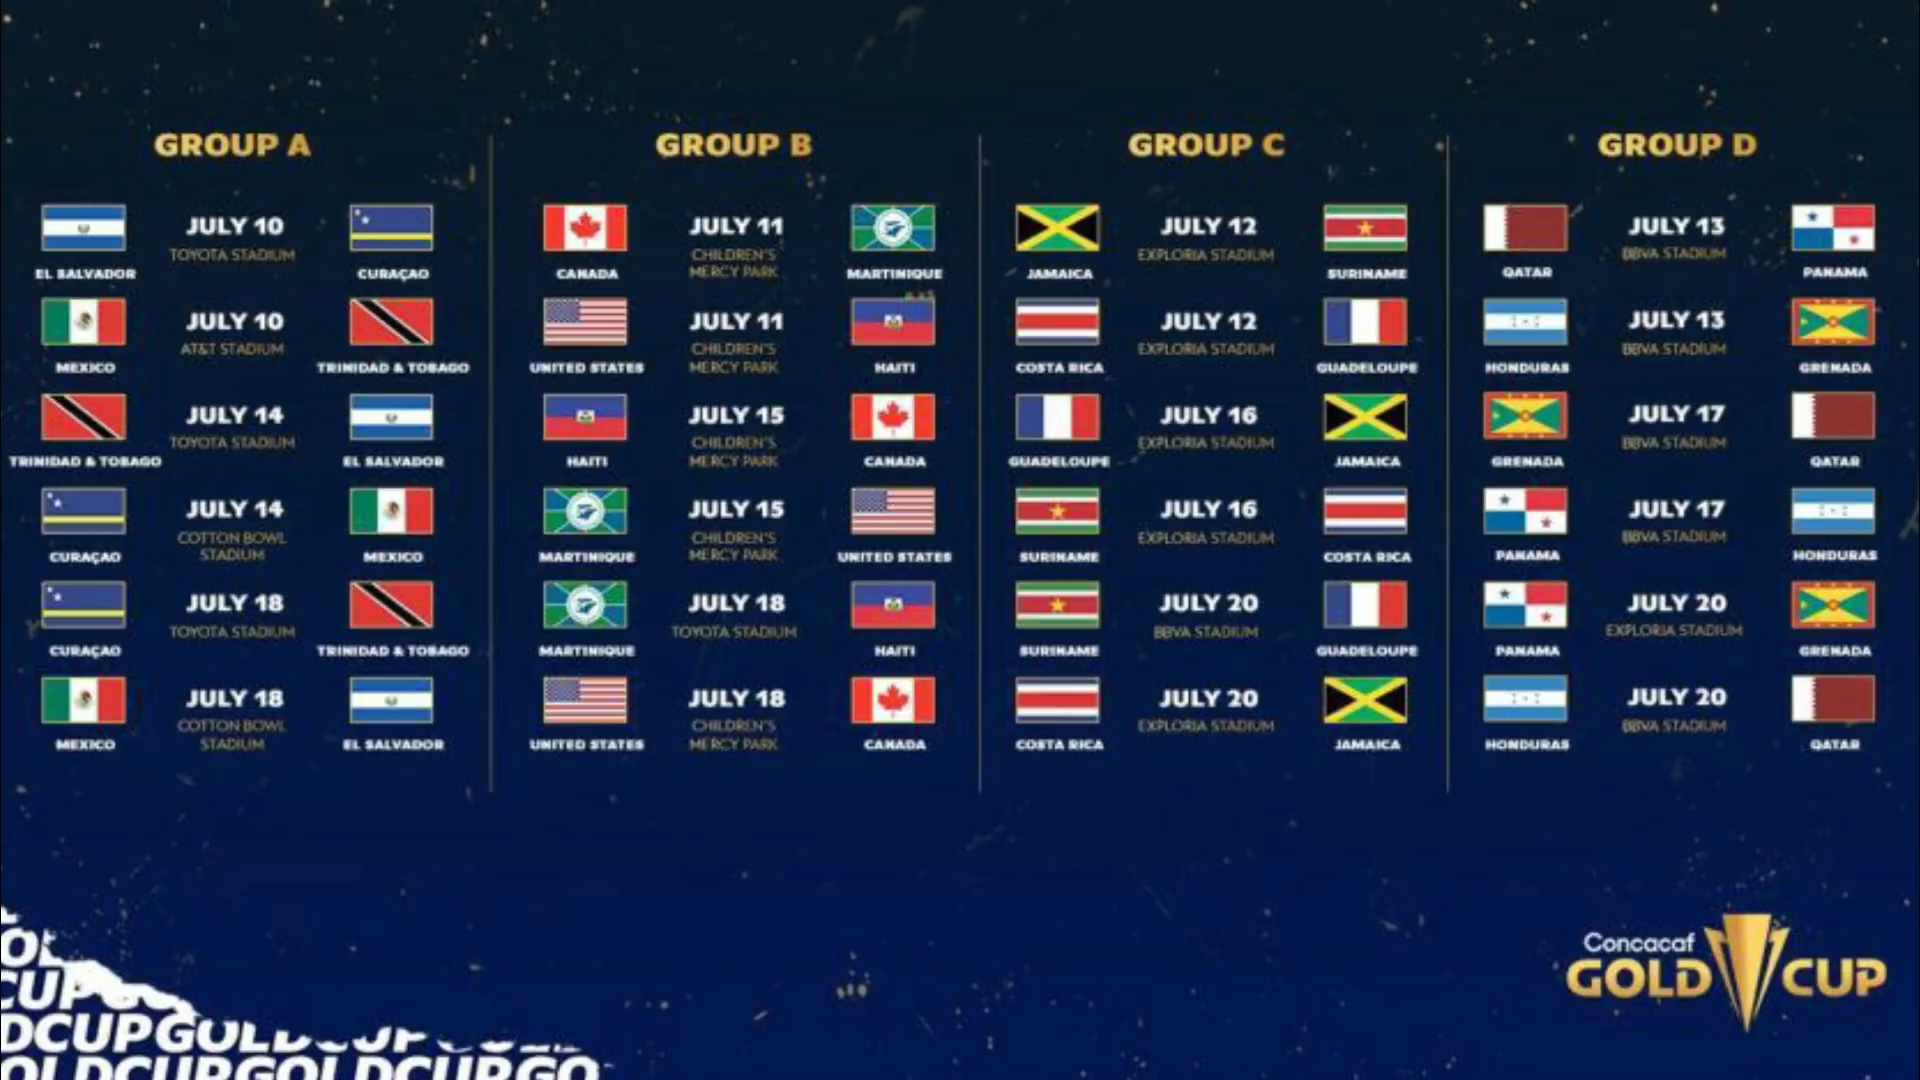 GROUP A
EL SALVADOR JULY 10 CURAÇAO
TOYOTA STADIUM
MEXICO JULY 10 TRINIDAD & TOBAGO
AT&T STADIUM
TRINIDAD & TOBAGO JULY 14 EL SALVADOR
TOYOTA STADIUM
CURAÇAO JULY 14 MEXICO
COTTON BOWL
STADIUM
CURAÇAO JULY 18 TRINIDAD & TOBAGO
TOYOTA STADIUM
MEXICO JULY 18 EL SALVADOR
COTTON BOWL
STADIUM
GROUP B
CANADA JULY 11 MARTINIQUE
CHILDREN'S
MERCY PARK
UNITED STATES JULY 11 HAITI
CHILDREN'S
MERCY PARK
HAITI JULY 15 CANADA
CHILDREN'S
MERCY PARK
MARTINIQUE JULY 15 UNITED STATES
CHILDREN'S
MERCY PARK
MARTINIQUE JULY 18 HAITI
TOYOTA STADIUM
UNITED STATES JULY 18 CANADA
CHILDREN'S
MERCY PARK
GROUP C
JAMAICA JULY 12 SURINAME
EXPLORIA STADIUM
COSTA RICA JULY 12 GUADELOUPE
EXPLORIA STADIUM
GUADELOUPE JULY 16 JAMAICA
EXPLORIA STADIUM
SURINAME JULY 16 COSTA RICA
EXPLORIA STADIUM
SURINAME JULY 20 GUADELOUPE
BBVA STADIUM
COSTA RICA JULY 20 JAMAICA
EXPLORIA STADIUM
GROUP D
QATAR JULY 13 PANAMA
BBVA STADIUM
HONDURAS JULY 13 GRENADA
BBVA STADIUM
GRENADA JULY 17 QATAR
BBVA STADIUM
PANAMA JULY 17 HONDURAS
BBVA STADIUM
PANAMA JULY 20 GRENADA
EXPLORIA STADIUM
HONDURAS JULY 20 QATAR
BBVA STADIUM
Concacaf
GOLD CUP
OL
CUP GO
DCUPGOLDCUP GOLD
OLDCUPGOLDCUPGO